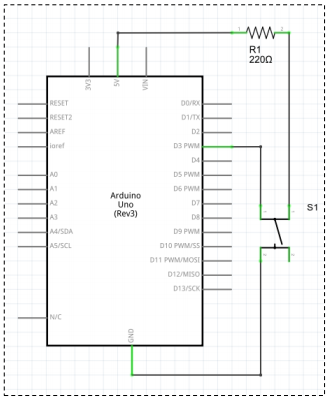 R1
220Ω
3V3
5V
VIN
RESET
RESET2
AREF
ioref
A0
A1
A2
A3
A4/SDA
A5/SCL
N/C
Arduino
Uno
(Rev3)
D0/RX
D1/TX
D2
D3 PWM
D4
D5 PWM
D6 PWM
D7
D8
D9 PWM
D10 PWM/SS
D11 PWM/MOSI
D12/MISO
D13/SCK
GND
S1